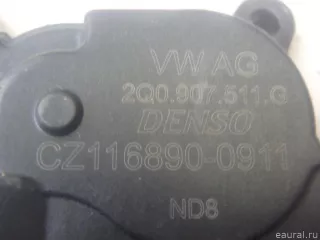 VW AG
2Q0.907.511.G
DENSO
CZ116890-0911
ND8
© eaural.ru